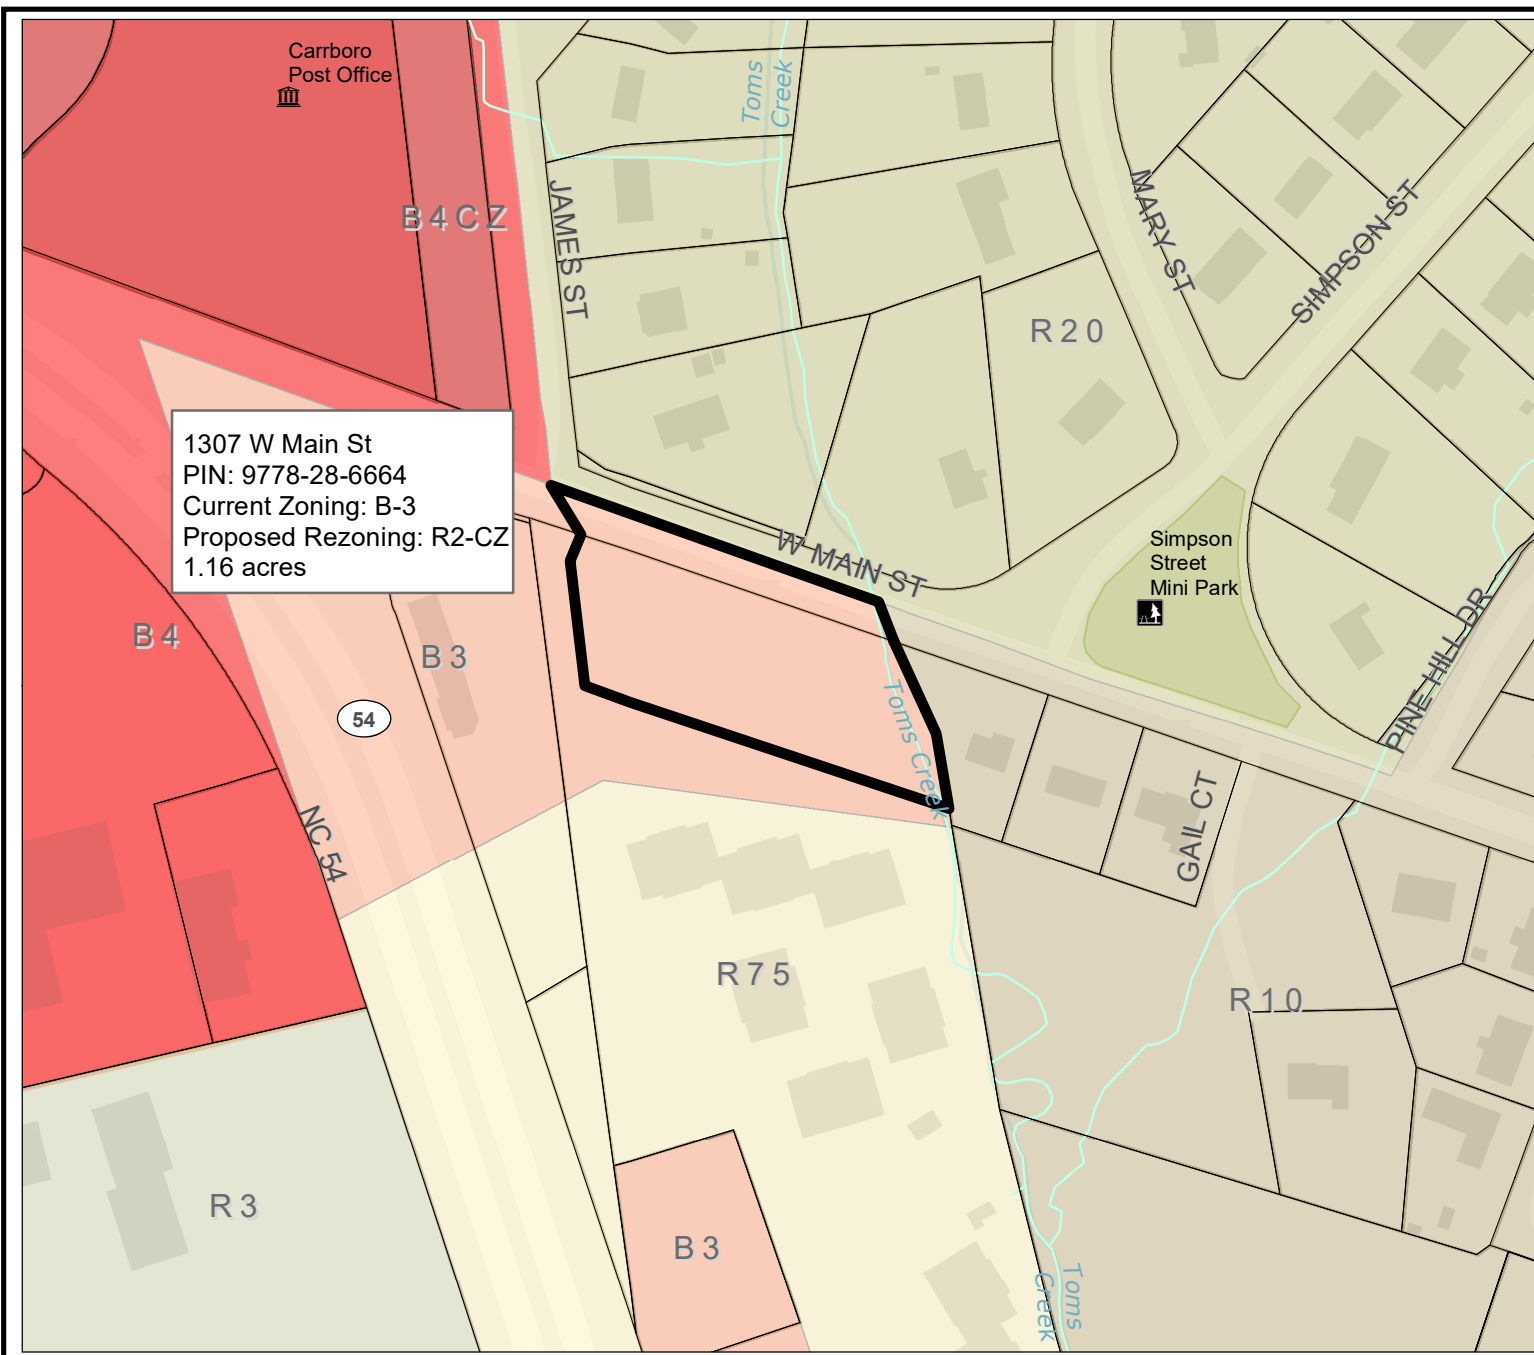 Carrboro
Post Office
Toms
Creek
B4CZ
JAMES ST
MARY ST
SIMPSON ST
R20
1307 W Main St
PIN: 9778-28-6664
Current Zoning: B-3
Proposed Rezoning: R2-CZ
1.16 acres
W MAIN ST
Simpson
Street
Mini Park
B4
B3
54
PINE HILL DR
Toms Creek
NC 54
GAIL CT
R75
R10
R3
B3
Toms
Creek